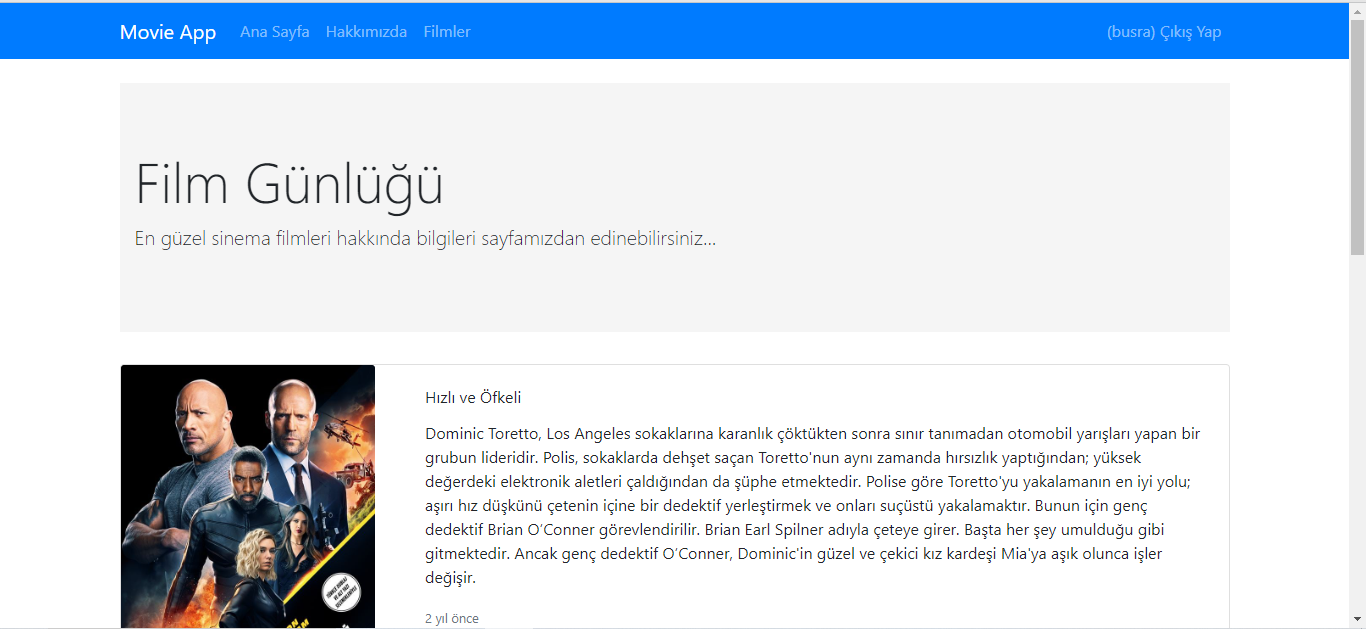 Movie App Ana Sayfa Hakkımızda Filmler (busra) Çıkış Yap
Film Günlüğü
En güzel sinema filmleri hakkında bilgileri sayfamızdan edinebilirsiniz...
Hızlı ve Öfkeli
Dominic Toretto, Los Angeles sokaklarına karanlık çöktükten sonra sınır tanımadan otomobil yarışları yapan bir
grubun lideridir. Polis, sokaklarda dehşet saçan Toretto'nun aynı zamanda hırsızlık yaptığından; yüksek
değerdeki elektronik aletleri çaldığından da şüphe etmektedir. Polise göre Toretto'yu yakalamanın en iyi yolu;
aşırı hız düşkünü çetenin içine bir dedektif yerleştirmek ve onları suçüstü yakalamaktır. Bunun için genç
dedektif Brian O'Conner görevlendirilir. Brian Earl Spilner adıyla çeteye girer. Başta her şey umulduğu gibi
gitmektedir. Ancak genç dedektif O'Conner, Dominic'in güzel ve çekici kız kardeşi Mia'ya aşık olunca işler
değişir.
2 yıl önce